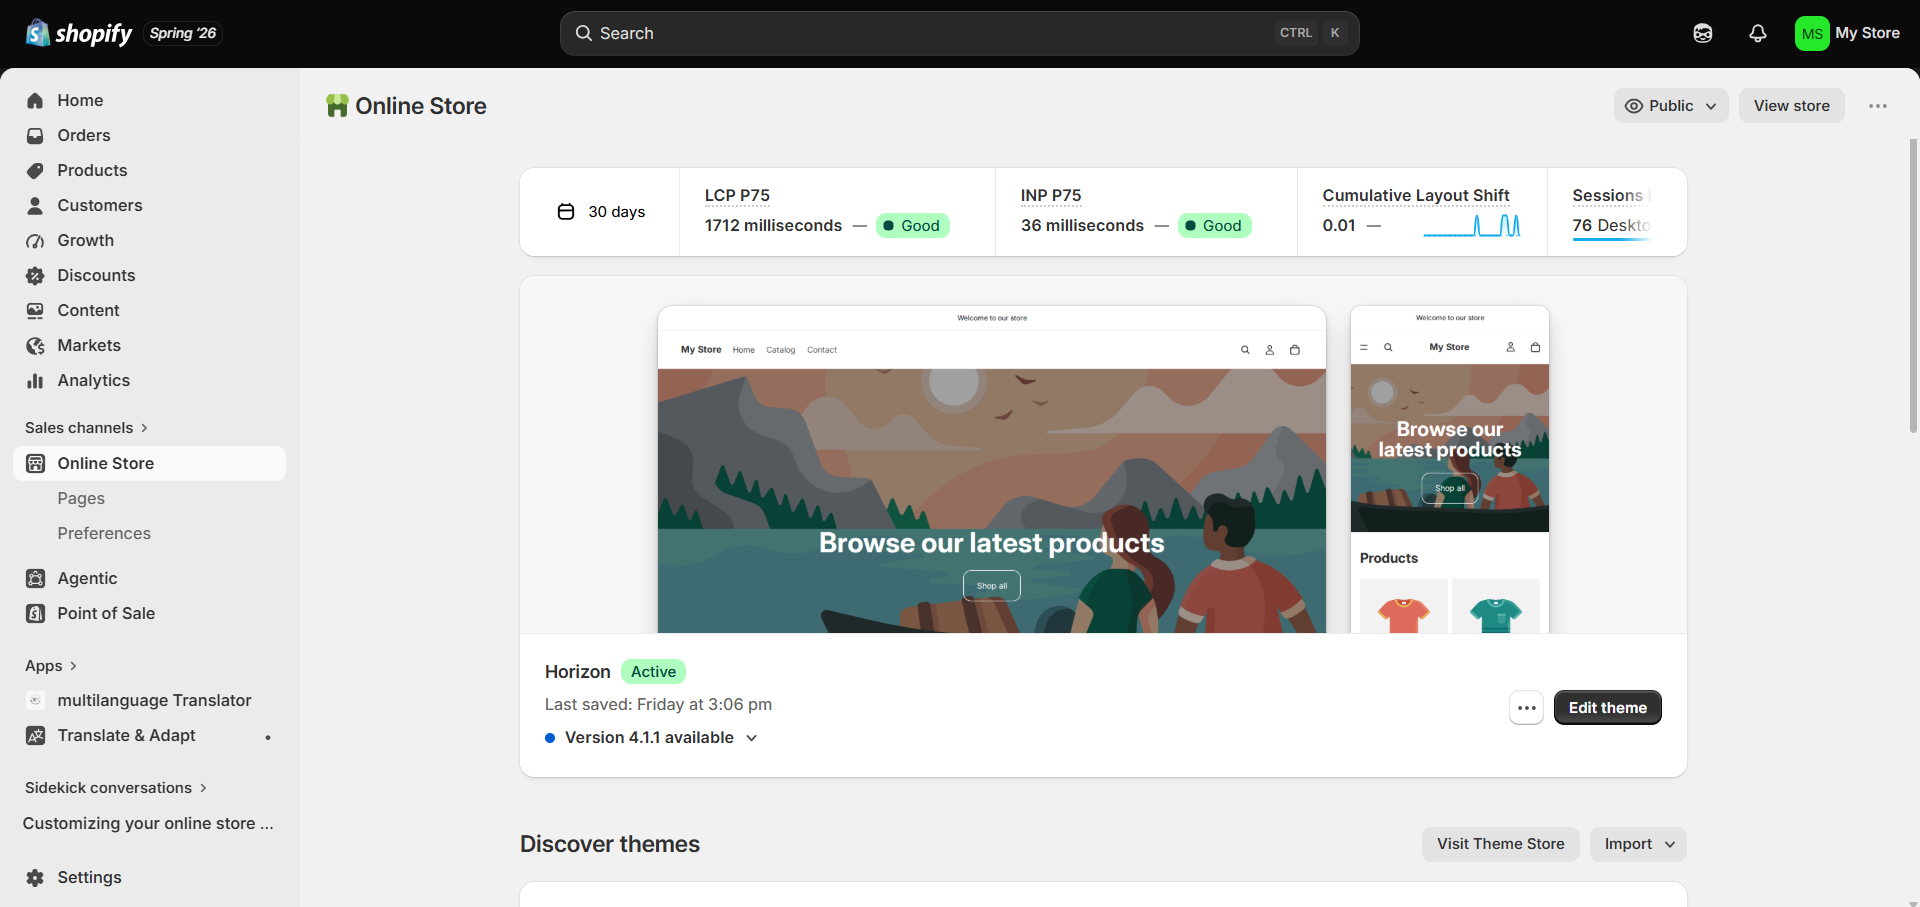 shopify Spring '26
Search CTRL K
MS My Store
Home
Orders
Products
Customers
Growth
Discounts
Content
Markets
Analytics
Sales channels
Online Store
Pages
Preferences
Agentic
Point of Sale
Apps
multilanguage Translator
Translate & Adapt
Sidekick conversations
Customizing your online store ...
Settings
Online Store
Public
View store
30 days
LCP P75
1712 milliseconds — Good
INP P75
36 milliseconds — Good
Cumulative Layout Shift
0.01 —
Sessions
76 Deskto
Welcome to our store
My Store Home Catalog Contact
Browse our latest products
Shop all
Welcome to our store
My Store
Browse our
latest products
Shop all
Products
Horizon Active
Last saved: Friday at 3:06 pm
Version 4.1.1 available
Edit theme
Discover themes
Visit Theme Store
Import